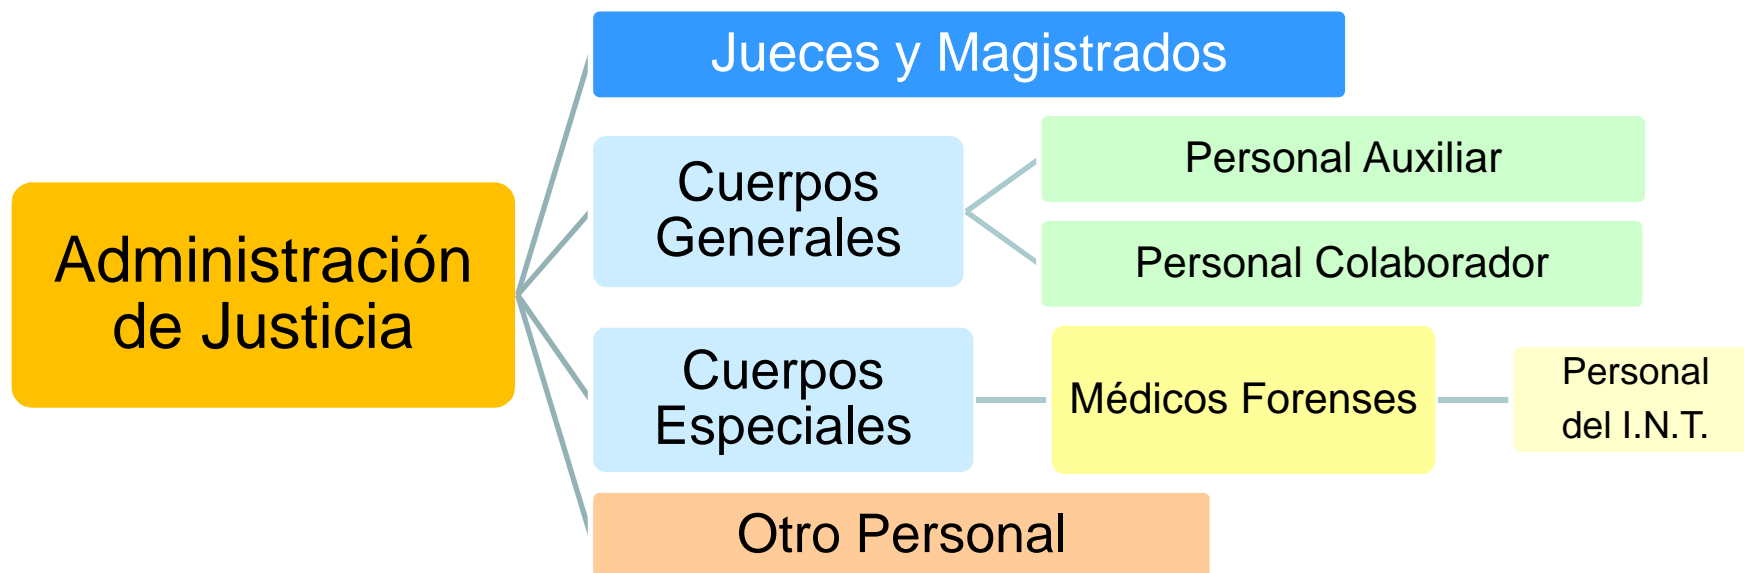 Jueces y Magistrados
Personal Auxiliar
Cuerpos
Generales
Personal Colaborador
Administración
de Justicia
Cuerpos
Especiales
Médicos Forenses
Personal
del I.N.T.
Otro Personal